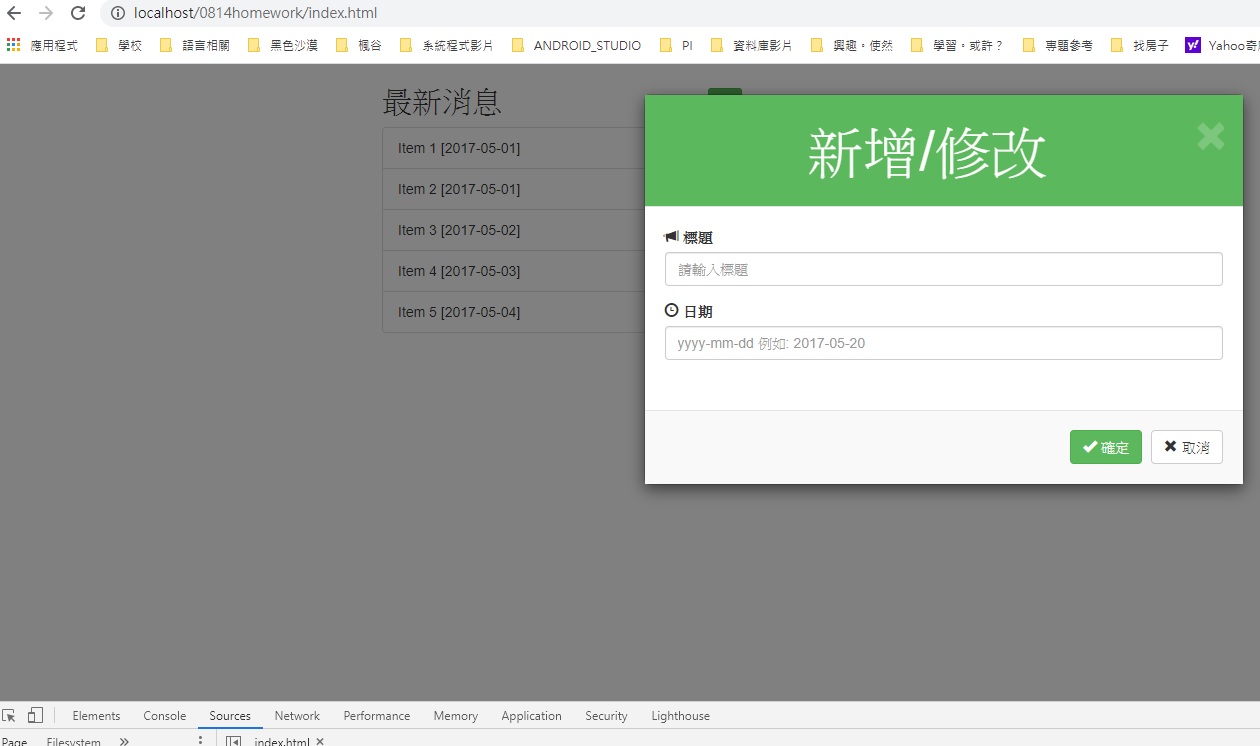 localhost/0814homework/index.html
應用程式 學校 語言相關 黑色沙漠 楓谷 系統程式影片 ANDROID_STUDIO PI 資料庫影片 興趣。使然 學習。或許? 專題參考 找房子 Yahoo奇
最新消息
Item 1 [2017-05-01]
Item 2 [2017-05-01]
Item 3 [2017-05-02]
Item 4 [2017-05-03]
Item 5 [2017-05-04]
新增/修改
標題
請輸入標題
日期
yyyy-mm-dd 例如: 2017-05-20
確定 取消
Elements Console Sources Network Performance Memory Application Security Lighthouse
Page Filesystem » index.html ×